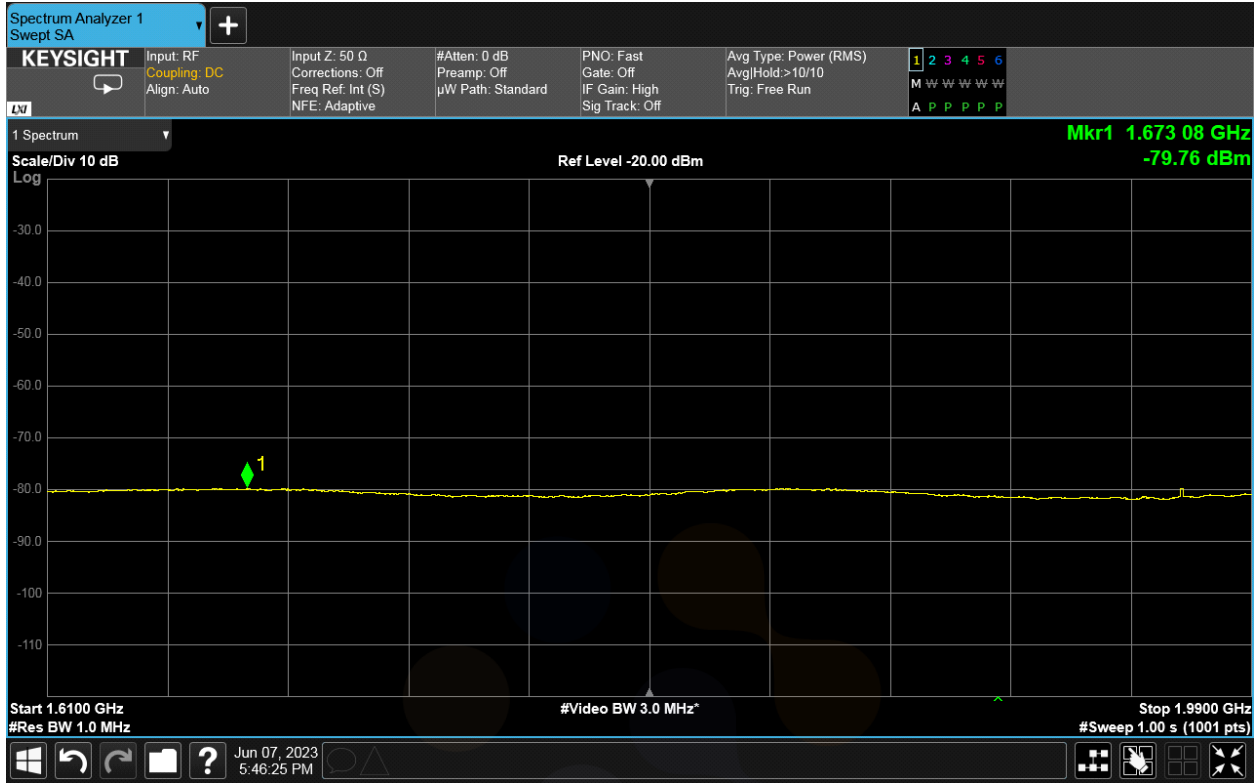 Spectrum Analyzer 1
Swept SA
+
KEYSIGHT
LXI
Input: RF
Coupling: DC
Align: Auto
Input Z: 50 Ω
Corrections: Off
Freq Ref: Int (S)
NFE: Adaptive
#Atten: 0 dB
Preamp: Off
µW Path: Standard
PNO: Fast
Gate: Off
IF Gain: High
Sig Track: Off
Avg Type: Power (RMS)
Avg|Hold:>10/10
Trig: Free Run
1 2 3 4 5 6
M W W W W W
A P P P P P
1 Spectrum
Mkr1 1.673 08 GHz
Scale/Div 10 dB
Ref Level -20.00 dBm
-79.76 dBm
Log
-30.0
-40.0
-50.0
-60.0
-70.0
1
-80.0
-90.0
-100
-110
Start 1.6100 GHz
#Video BW 3.0 MHz*
Stop 1.9900 GHz
#Res BW 1.0 MHz
#Sweep 1.00 s (1001 pts)
?
Jun 07, 2023
5:46:25 PM